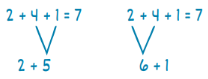 2 + 4 + 1 = 7
2 + 5
2 + 4 + 1 = 7
6 + 1